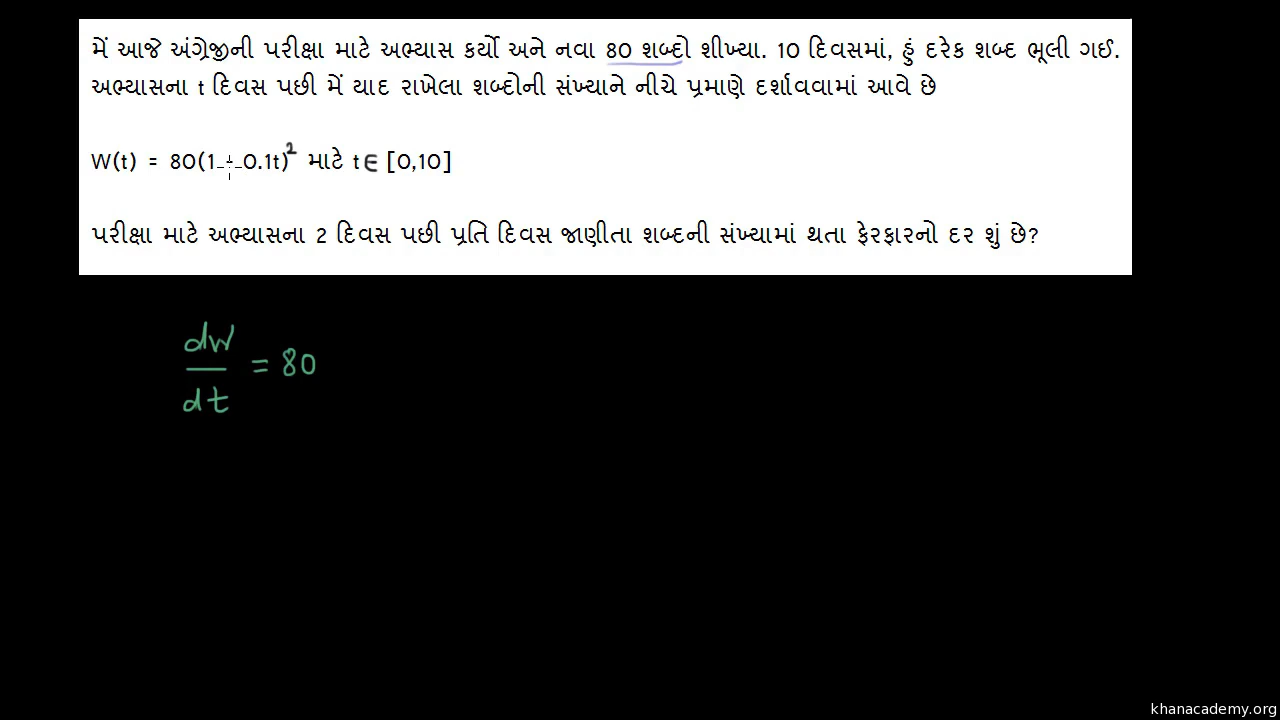 મેં આજે અંગ્રેજીની પરીક્ષા માટે અભ્યાસ કર્યો અને નવા 80 શબ્દો શીખ્યા. 10 દિવસમાં, હું દરેક શબ્દ ભૂલી ગઈ.
અભ્યાસના t દિવસ પછી મેં યાદ રાખેલા શબ્દોની સંખ્યાને નીચે પ્રમાણે દર્શાવવામાં આવે છે
W(t) = 80(1 - 0.1t)² માટે t ∈ [0,10]
પરીક્ષા માટે અભ્યાસના 2 દિવસ પછી પ્રતિ દિવસ જાણીતા શબ્દની સંખ્યામાં થતા ફેરફારનો દર શું છે?
dW/dt = 80
khanacademy.org